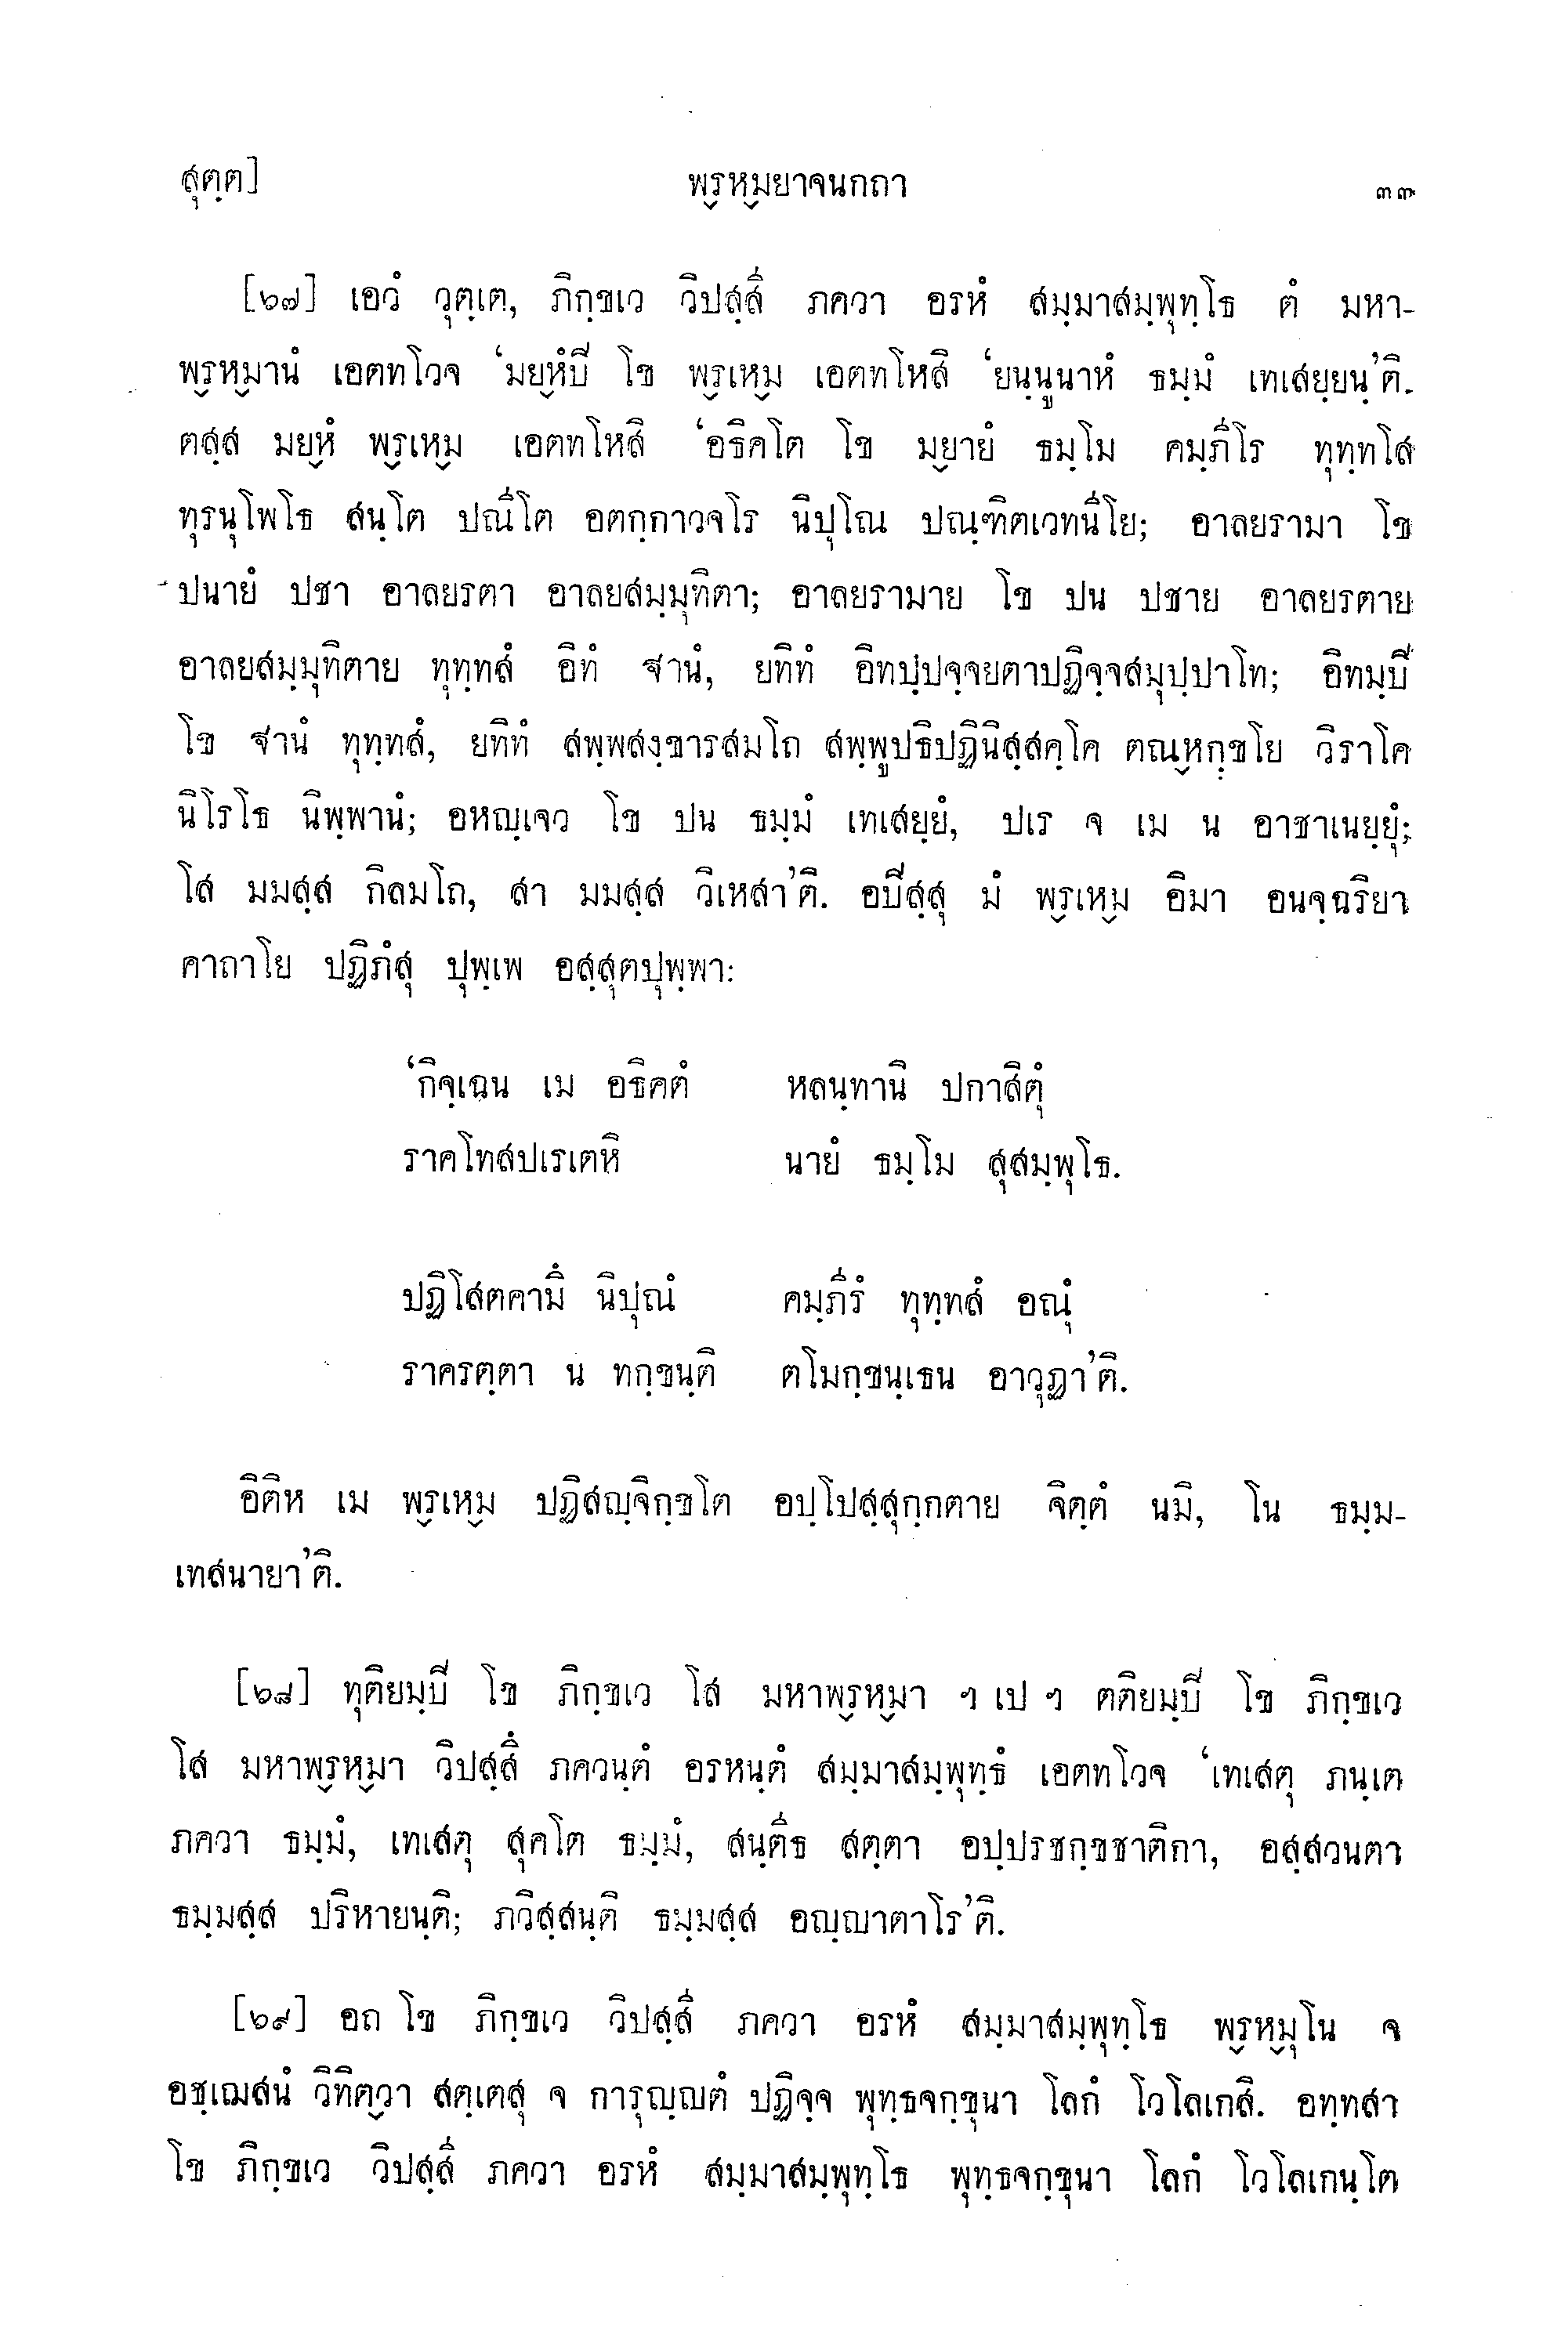 สุตฺต]
พฺรหฺมยาจนกถา
๓๓
[๖๗] เอวํ วุตฺเต, ภิกฺขเว วิปสฺสี ภควา อรหํ สมฺมาสมฺพุทฺโธ ตํ มหา-
พฺรหฺมานํ เอตทโวจ ‘มยฺหํปิ โข พฺรเหฺม เอตทโหสิ ‘ยนฺนูนาหํ ธมฺมํ เทเสยฺยนฺ’ติ.
ตสฺส มยฺหํ พฺรเหฺม เอตทโหสิ ‘อธิคโต โข มฺยายํ ธมฺโม คมฺภีโร ทุทฺทโส
ทุรนุโพโธ สนฺโต ปณีโต อตกฺกาวจโร นิปุโณ ปณฺฑิตเวทนีโย; อาลยรามา โข
ปนายํ ปชา อาลยรตา อาลยสมฺมุทิตา; อาลยรามาย โข ปน ปชาย อาลยรตาย
อาลยสมฺมุทิตาย ทุทฺทสํ อิทํ ฐานํ, ยทิทํ อิทปฺปจฺจยตาปฏิจฺจสมุปฺปาโท; อิทมฺปิ
โข ฐานํ ทุทฺทสํ, ยทิทํ สพฺพสงฺขารสมโถ สพฺพูปธิปฏินิสฺสคฺโค ตณฺหกฺขโย วิราโค
นิโรโธ นิพฺพานํ; อหญฺเจว โข ปน ธมฺมํ เทเสยฺยํ, ปเร จ เม น อาชาเนยฺยุํ;
โส มมสฺส กิลมโถ, สา มมสฺส วิเหสา’ติ. อปิสฺสุ มํ พฺรเหฺม อิมา อนจฺฉริยา
คาถาโย ปฏิภํสุ ปุพฺเพ อสฺสุตปุพฺพา:
‘กิจฺเฉน เม อธิคตํ หลนฺทานิ ปกาสิตุํ
ราคโทสปเรเตหิ นายํ ธมฺโม สุสมฺพุโธ.
ปฏิโสตคามึ นิปุณํ คมฺภีรํ ทุทฺทสํ อณุํ
ราครตฺตา น ทกฺขนฺติ ตโมกฺขนฺเธน อาวุฏา’ติ.
อิติห เม พฺรเหฺม ปฏิสญฺจิกฺขโต อปฺโปสฺสุกฺกตาย จิตฺตํ นมิ, โน ธมฺม-
เทสนายา’ติ.
[๖๘] ทุติยมฺปิ โข ภิกฺขเว โส มหาพฺรหฺมา ฯ เป ฯ ตติยมฺปิ โข ภิกฺขเว
โส มหาพฺรหฺมา วิปสฺสึ ภควนฺตํ อรหนฺตํ สมฺมาสมฺพุทฺธํ เอตทโวจ ‘เทเสตุ ภนฺเต
ภควา ธมฺมํ, เทเสตุ สุคโต ธมฺมํ, สนฺตีธ สตฺตา อปฺปรชกฺขชาติกา, อสฺสวนตา
ธมฺมสฺส ปริหายนฺติ; ภวิสฺสนฺติ ธมฺมสฺส อญฺญาตาโร’ติ.
[๖๙] อถ โข ภิกฺขเว วิปสฺสี ภควา อรหํ สมฺมาสมฺพุทฺโธ พฺรหฺมุโน จ
อชฺเฌสนํ วิทิตฺวา สตฺเตสุ จ การุญฺญตํ ปฏิจฺจ พุทฺธจกฺขุนา โลกํ โวโลเกสิ. อทฺทสา
โข ภิกฺขเว วิปสฺสี ภควา อรหํ สมฺมาสมฺพุทฺโธ พุทฺธจกฺขุนา โลกํ โวโลเกนฺโต